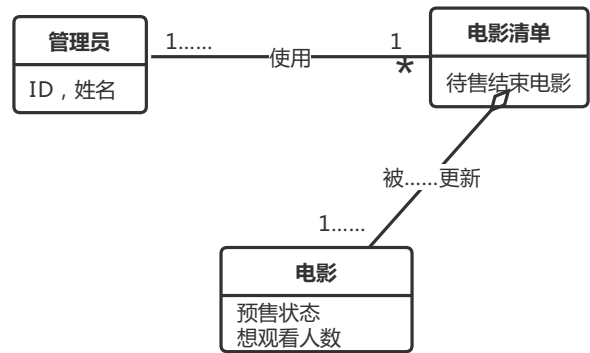 管理员
ID，姓名
1……
使用
1
*
电影清单
待售结束电影
被……更新
1……
电影
预售状态
想观看人数